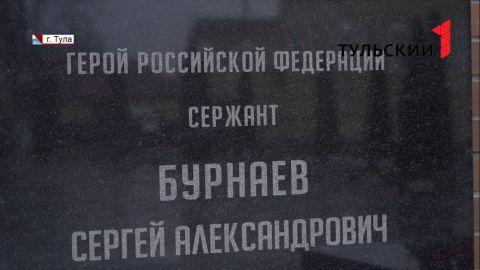 г. Тула
ТУЛЬСКИЙ 1
ГЕРОЙ РОССИЙСКОЙ ФЕДЕРАЦИИ
СЕРЖАНТ
БУРНАЕВ
СЕРГЕЙ АЛЕКСАНДРОВИЧ